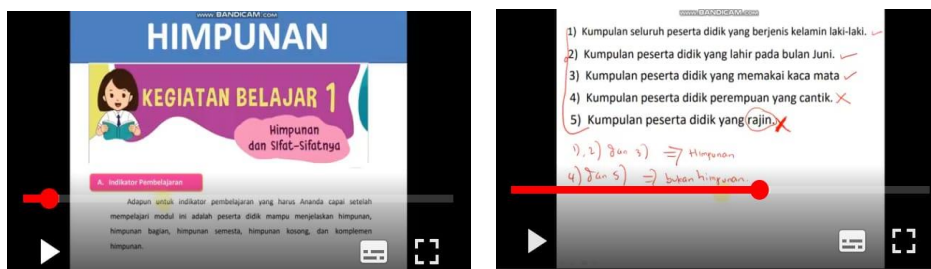 www.BANDICAM.com
HIMPUNAN
KEGIATAN BELAJAR 1
Himpunan
dan Sifat-Sifatnya
A. Indikator Pembelajaran
Adapun untuk indikator pembelajaran yang harus Ananda capai setelah
mempelajari modul ini adalah peserta didik mampu menjelaskan himpunan,
himpunan bagian, himpunan semesta, himpunan kosong, dan komplemen
himpunan.
www.BANDICAM.com
1) Kumpulan seluruh peserta didik yang berjenis kelamin laki-laki.
2) Kumpulan peserta didik yang lahir pada bulan Juni.
3) Kumpulan peserta didik yang memakai kaca mata
4) Kumpulan peserta didik perempuan yang cantik.
5) Kumpulan peserta didik yang rajin.
1), 2) dan 3) => Himpunan
4) dan 5) => bukan himpunan.